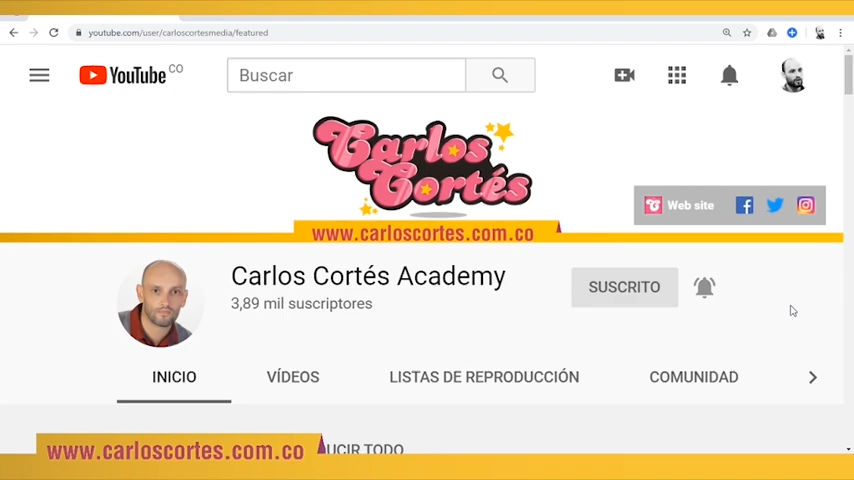 youtube.com/user/carloscortesmedia/featured
YouTube CO
Buscar
Carlos
Cortés
Web site
www.carloscortes.com.co
Carlos Cortés Academy
3,89 mil suscriptores
SUSCRITO
INICIO
VÍDEOS
LISTAS DE REPRODUCCIÓN
COMUNIDAD
www.carloscortes.com.co
UCIR TODO